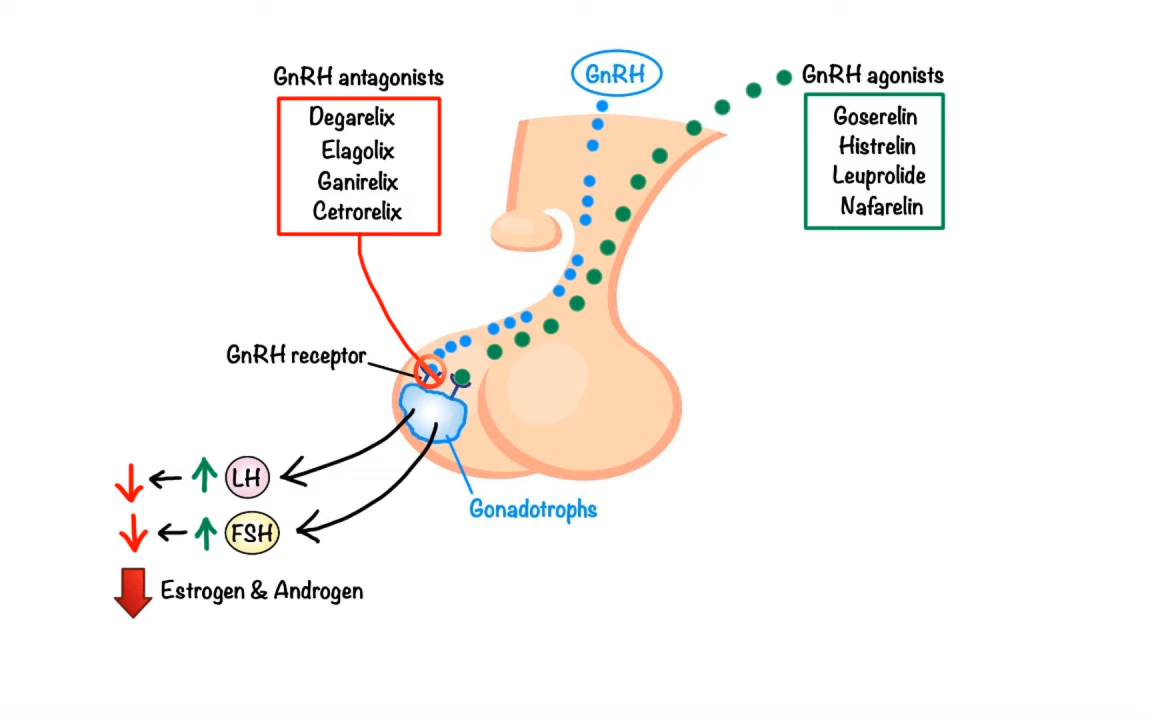 GnRH antagonists
Degarelix
Elagolix
Ganirelix
Cetrorelix
GnRH
GnRH agonists
Goserelin
Histrelin
Leuprolide
Nafarelin
GnRH receptor
LH
FSH
Gonadotrophs
Estrogen & Androgen